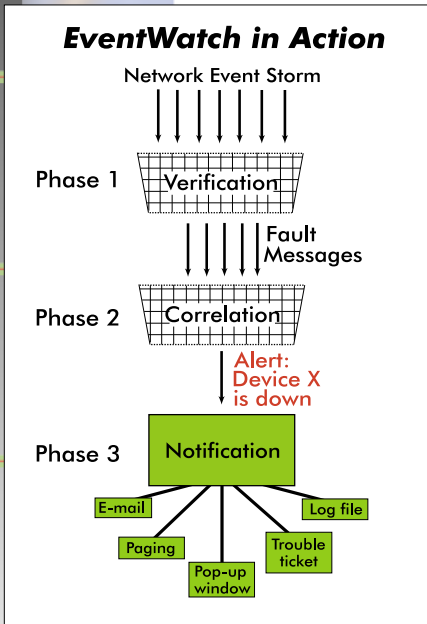 EventWatch in Action
Network Event Storm
Phase 1
Verification
Fault
Messages
Phase 2
Correlation
Alert:
Device X
is down
Phase 3
Notification
E-mail
Log file
Paging
Trouble
ticket
Pop-up
window